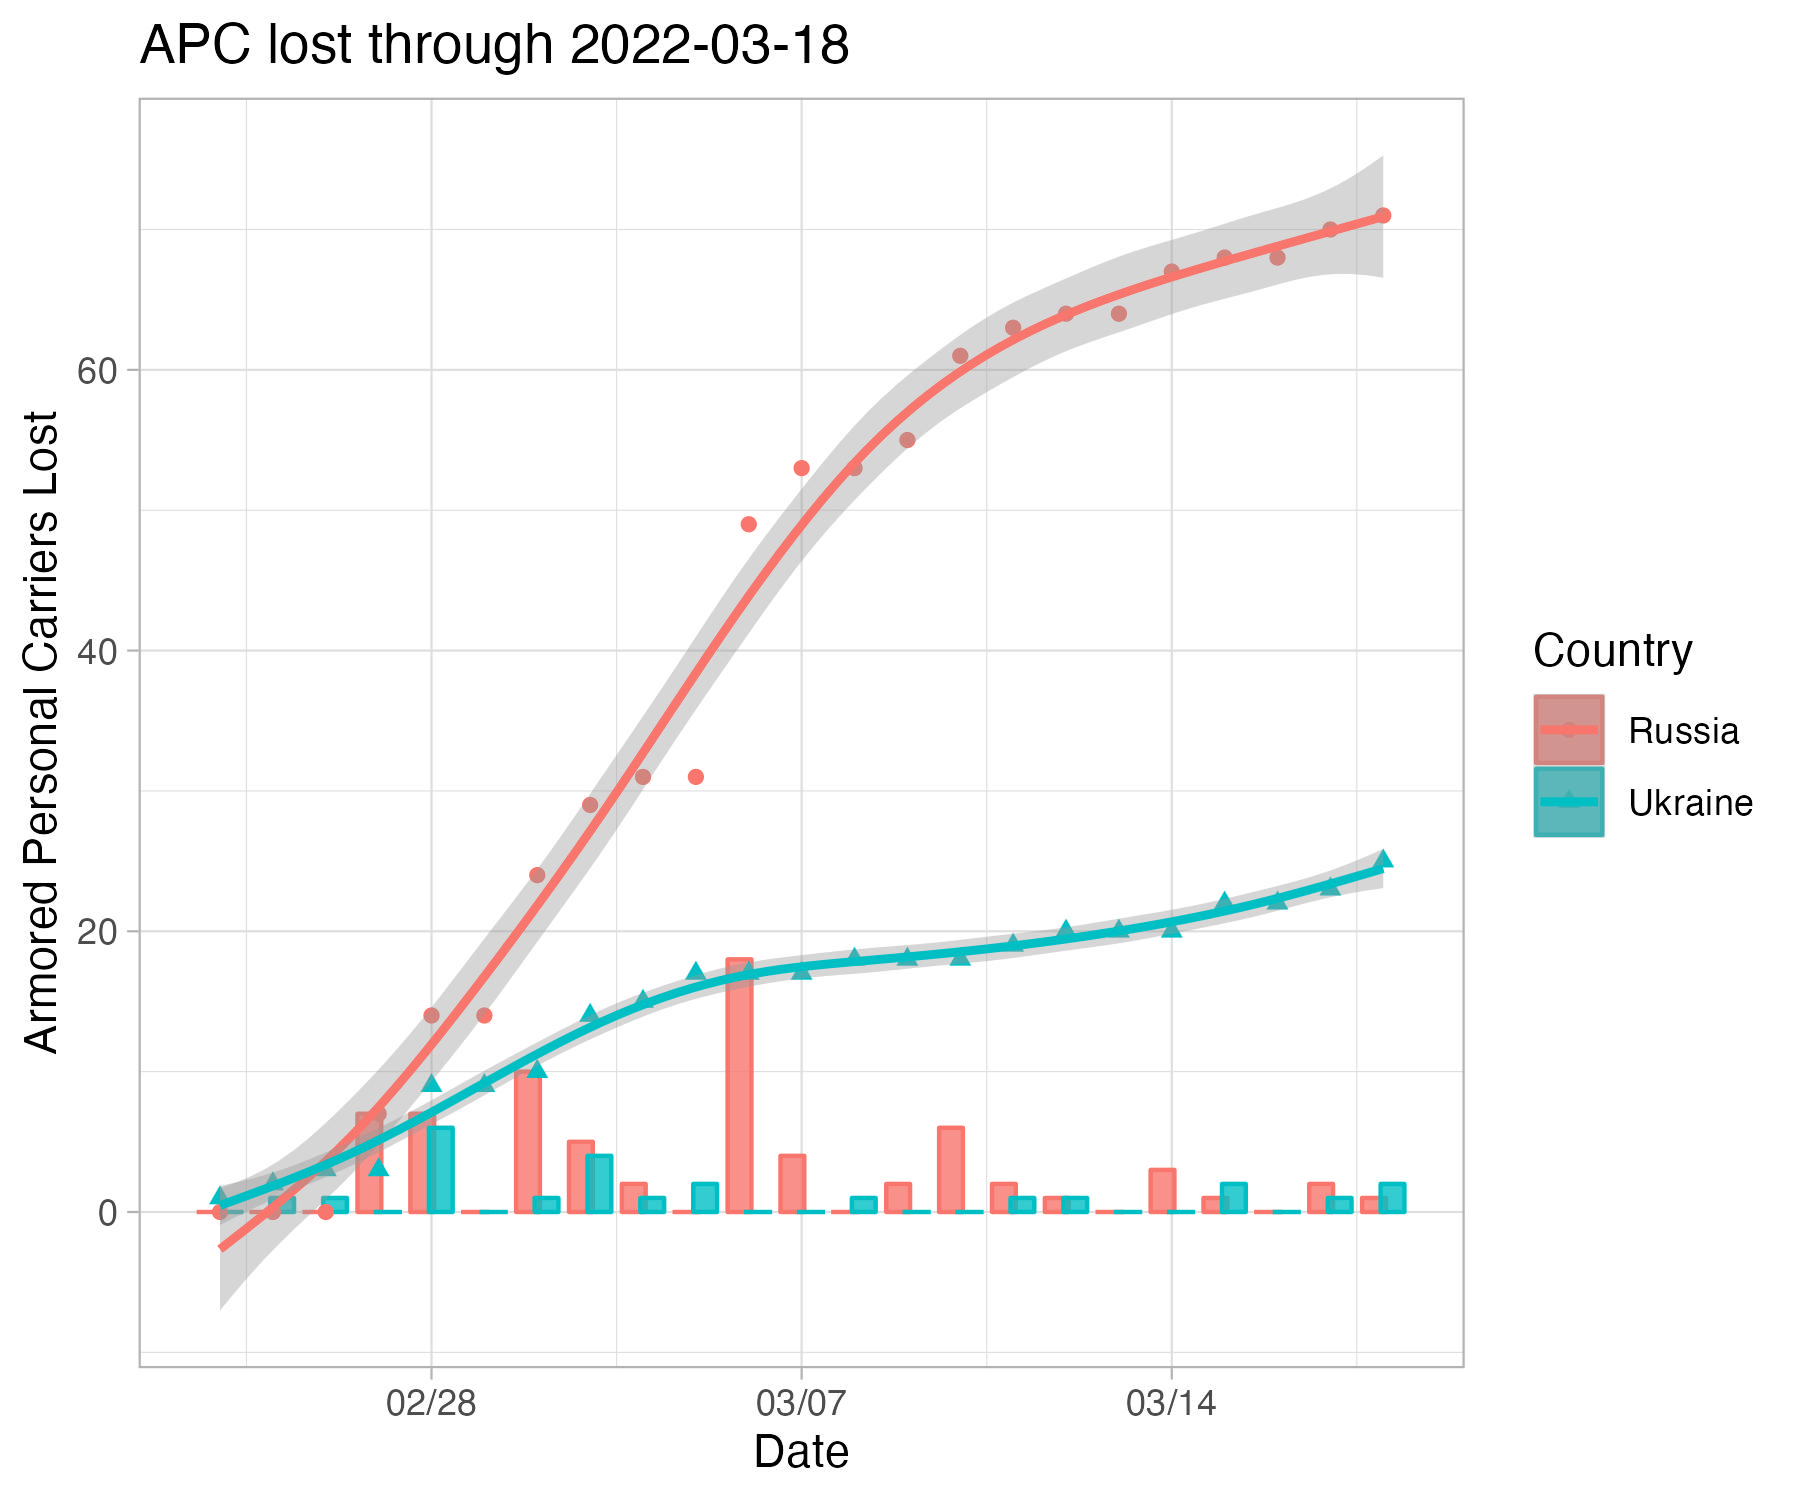 APC lost through 2022-03-18
Armored Personal Carriers Lost
60
40
20
0
02/28
03/07
03/14
Date
Country
Russia
Ukraine